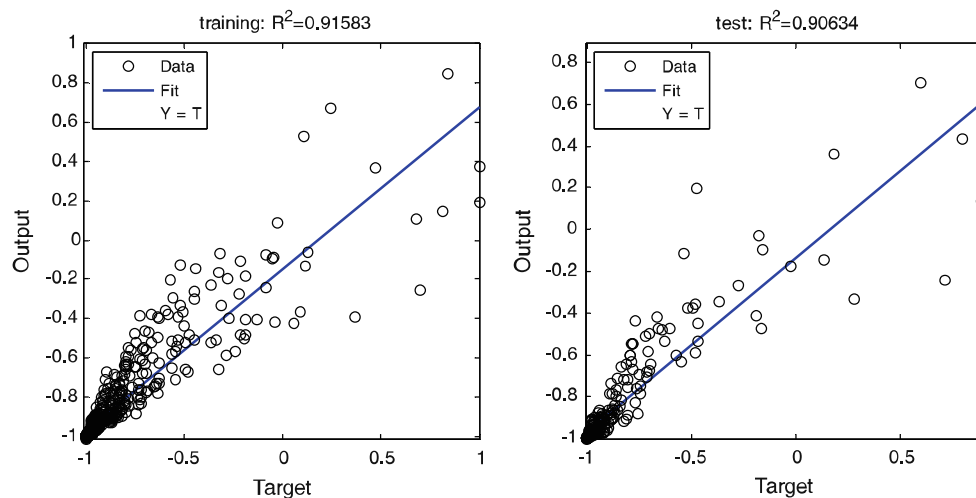 training: R²=0.91583
Data
Fit
Y = T
1
0.8
0.6
0.4
0.2
0
-0.2
-0.4
-0.6
-0.8
-1
Output
-1
-0.5
0
0.5
1
Target
test: R²=0.90634
Data
Fit
Y = T
0.8
0.6
0.4
0.2
0
-0.2
-0.4
-0.6
-0.8
-1
Output
-1
-0.5
0
0.5
Target